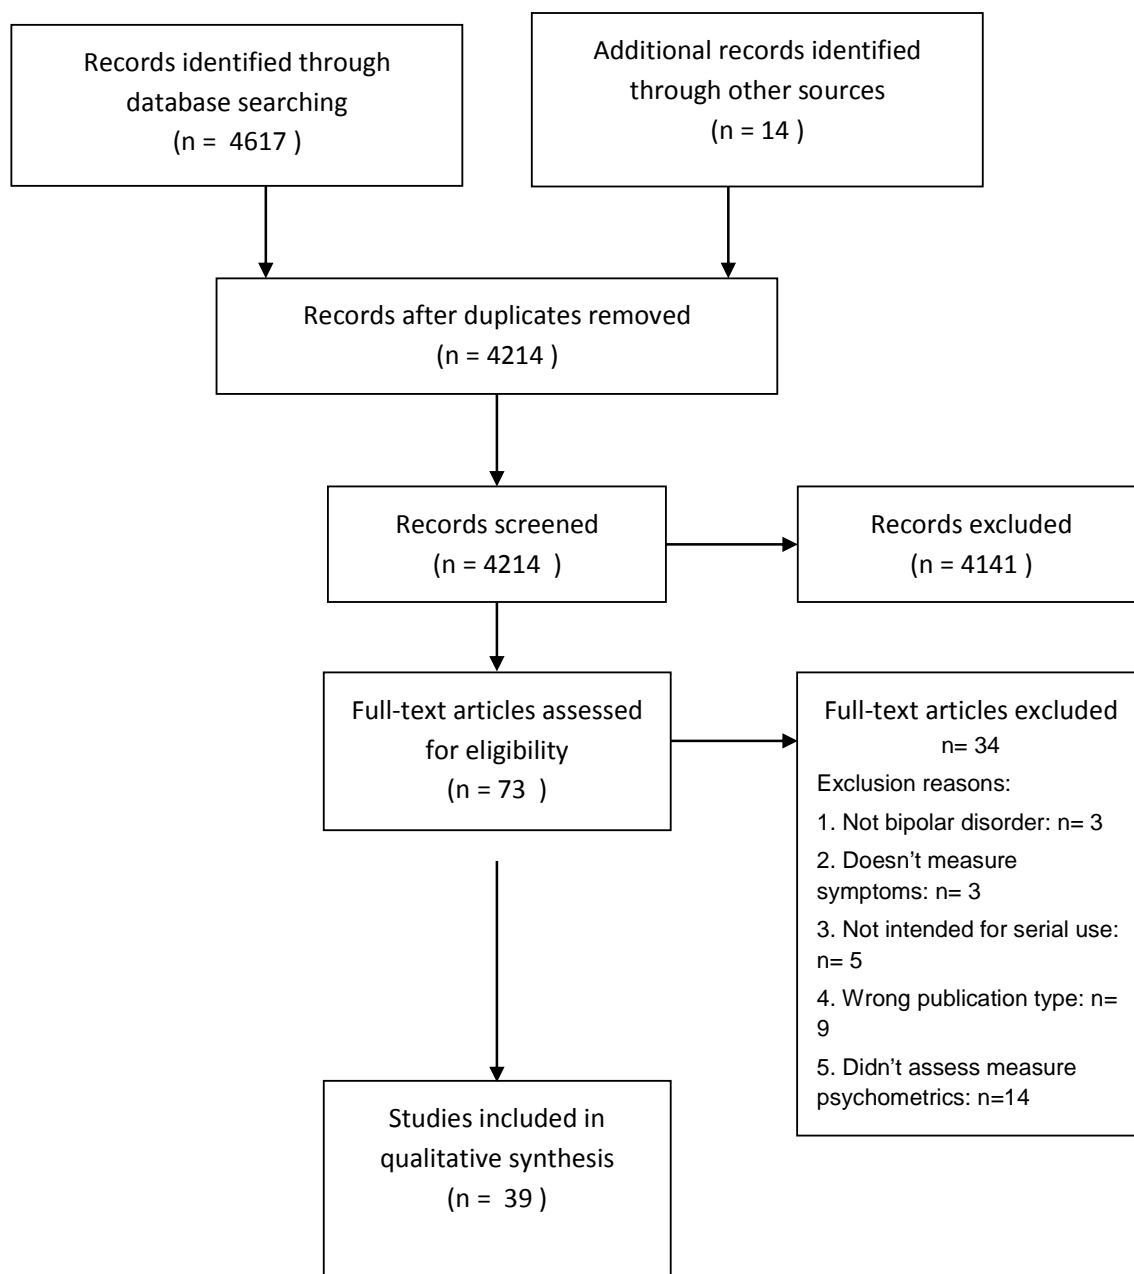 Records identified through
database searching
(n =  4617 )
Additional records identified
through other sources
(n = 14 )
Records after duplicates removed
(n = 4214 )
Records screened
(n = 4214  )
Records excluded
(n = 4141 )
Full-text articles assessed
for eligibility
(n = 73  )
Full-text articles excluded
n= 34
Exclusion reasons:
1. Not bipolar disorder: n= 3
2. Doesn’t measure
symptoms: n= 3
3. Not intended for serial use:
n= 5
4. Wrong publication type: n=
9
5. Didn’t assess measure
psychometrics: n=14
Studies included in
qualitative synthesis
(n =  39 )